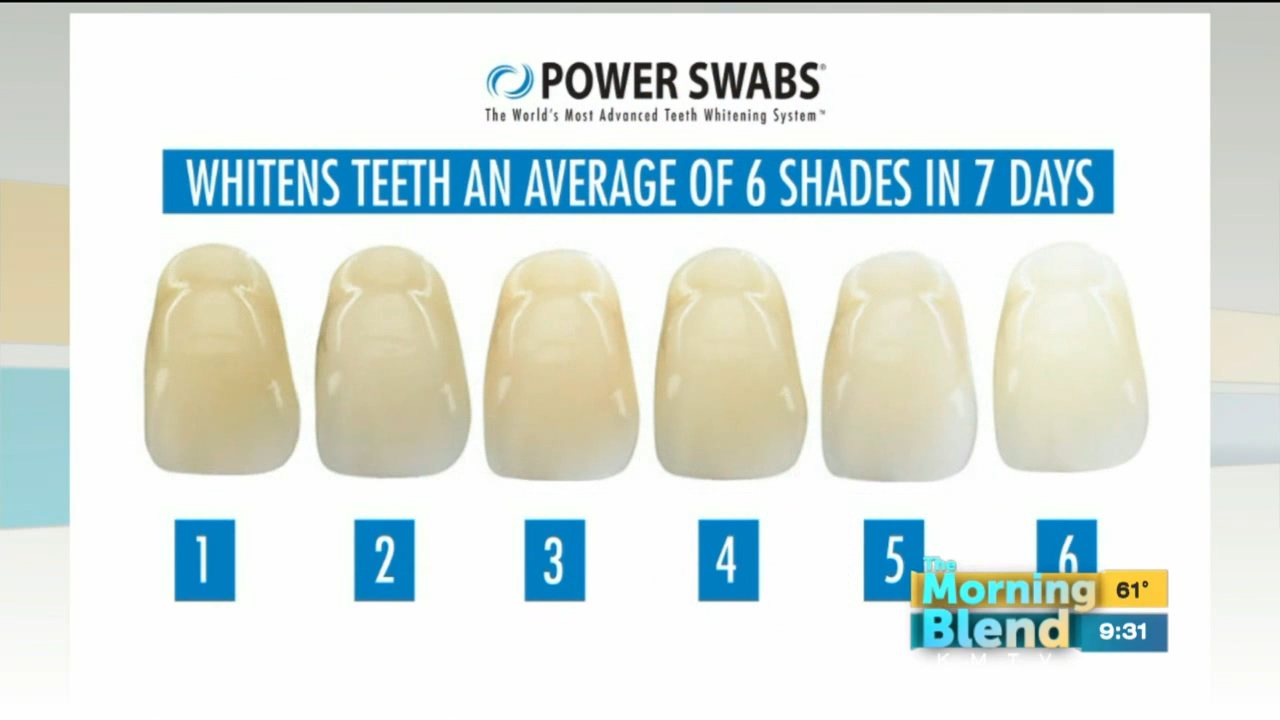 POWER SWABS®
The World's Most Advanced Teeth Whitening System™
WHITENS TEETH AN AVERAGE OF 6 SHADES IN 7 DAYS
1 2 3 4 5 6
The
Morning 61°
Blend 9:31
KMTV